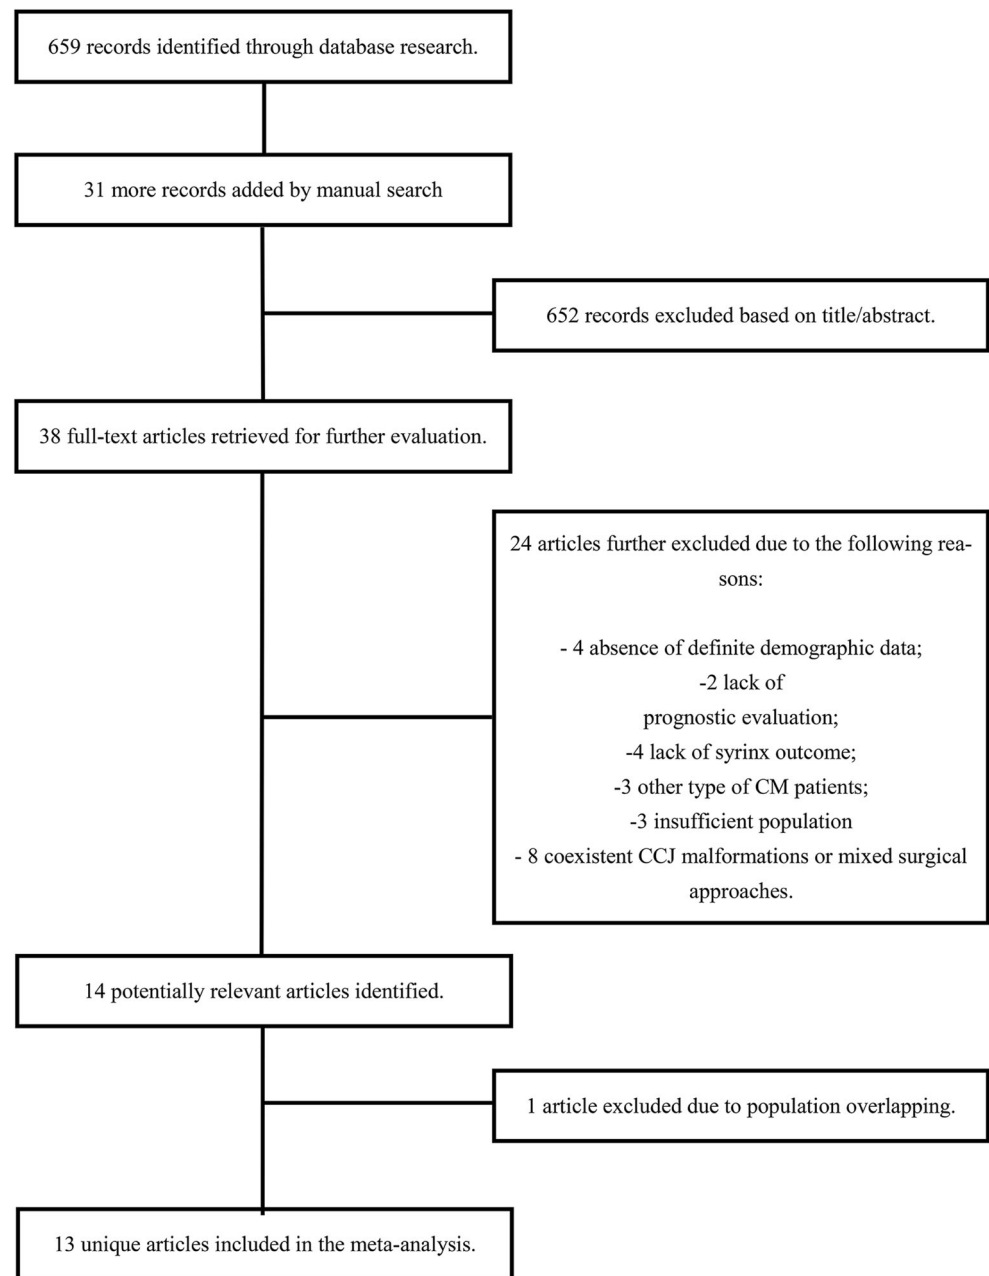 659 records identified through database research.
31 more records added by manual search
652 records excluded based on title/abstract.
38 full-text articles retrieved for further evaluation.
24 articles further excluded due to the following rea-
sons:
- 4 absence of definite demographic data;
-2 lack of
prognostic evaluation;
-4 lack of syrinx outcome;
-3 other type of CM patients;
-3 insufficient population
- 8 coexistent CCJ malformations or mixed surgical
approaches.
14 potentially relevant articles identified.
1 article excluded due to population overlapping.
13 unique articles included in the meta-analysis.